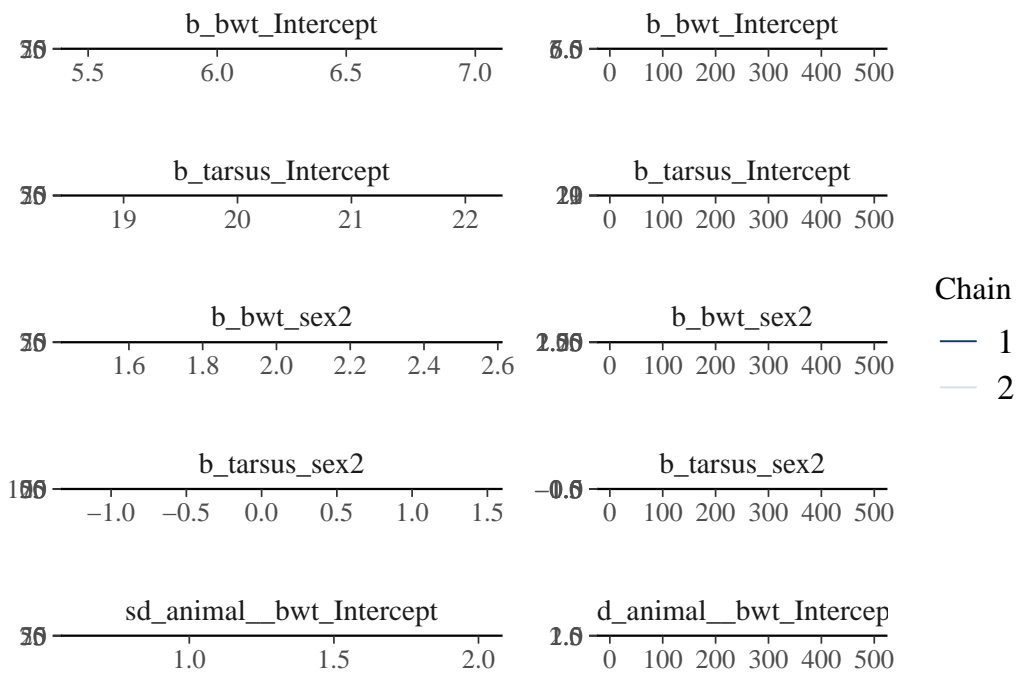 b_bwt_Intercept b_bwt_Intercept
5.5 6.0 6.5 7.0 0 100 200 300 400 500
b_tarsus_Intercept b_tarsus_Intercept
19 20 21 22 0 100 200 300 400 500
Chain
b_bwt_sex2 b_bwt_sex2
1
1.6 1.8 2.0 2.2 2.4 2.6 0 100 200 300 400 500
2
b_tarsus_sex2 b_tarsus_sex2
−1.0 −0.5 0.0 0.5 1.0 1.5 0 100 200 300 400 500
sd_animal__bwt_Intercept d_animal__bwt_Intercep
1.0 1.5 2.0 0 100 200 300 400 500